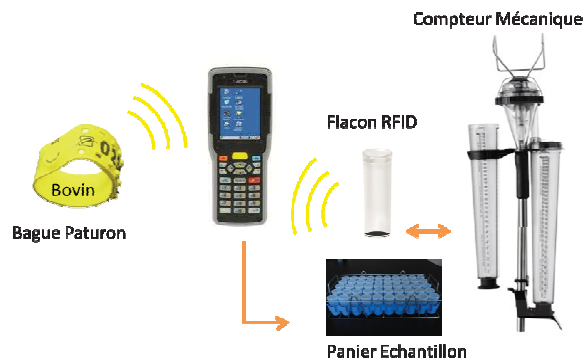 Compteur Mécanique
Flacon RFID
Bovin
Bague Paturon
Panier Echantillon